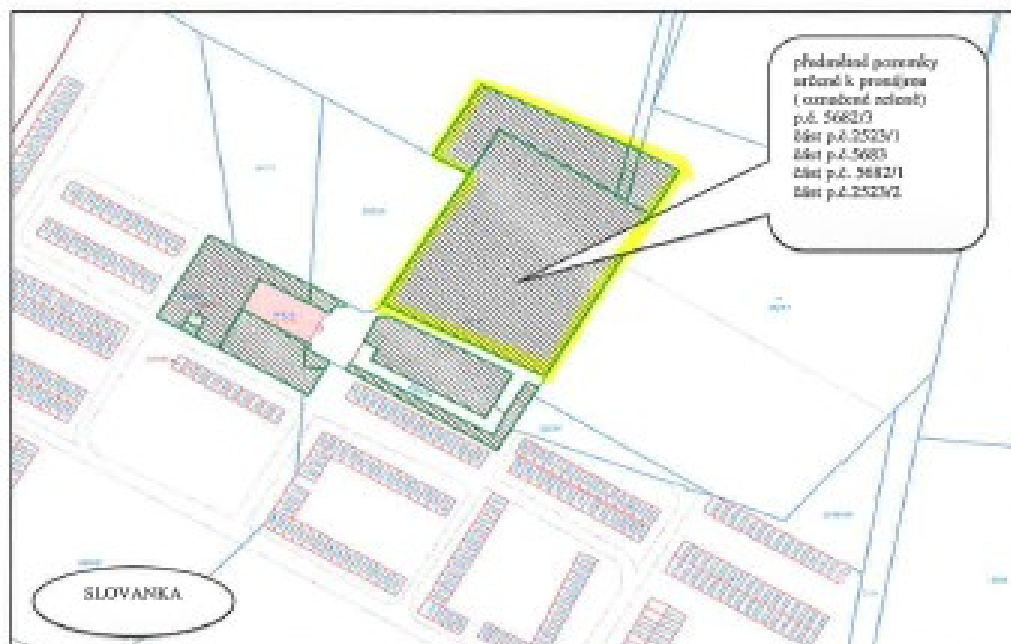 předmětné pozemky
určené k pronájmu
( označené zeleně)
p.č. 5682/3
část p.č.2523/1
část p.č.5683
část p.č. 5682/1
část p.č.2523/2
SLOVANKA